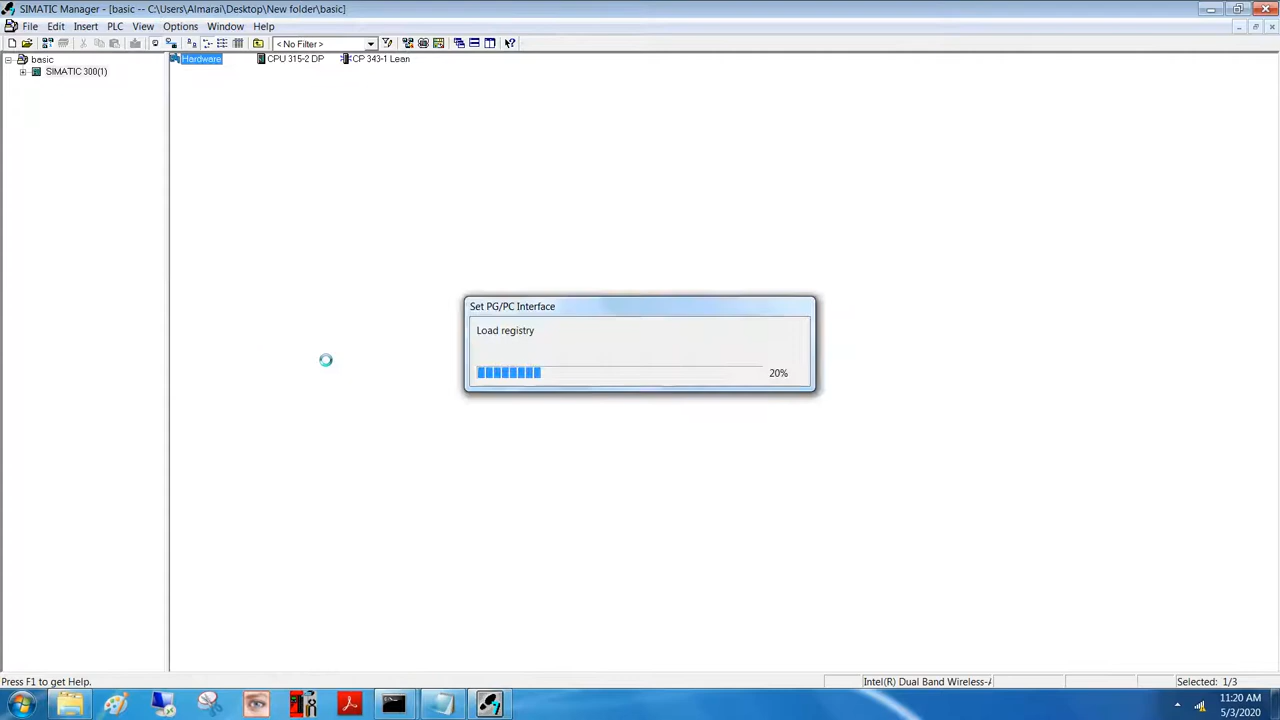 SIMATIC Manager - [basic -- C:\Users\Almarai\Desktop\New folder\basic]
File Edit Insert PLC View Options Window Help
< No Filter >
basic
SIMATIC 300(1)
Hardware CPU 315-2 DP CP 343-1 Lean
Set PG/PC Interface
Load registry
20%
Press F1 to get Help.
Intel(R) Dual Band Wireless-A
Selected: 1/3
11:20 AM
5/3/2020